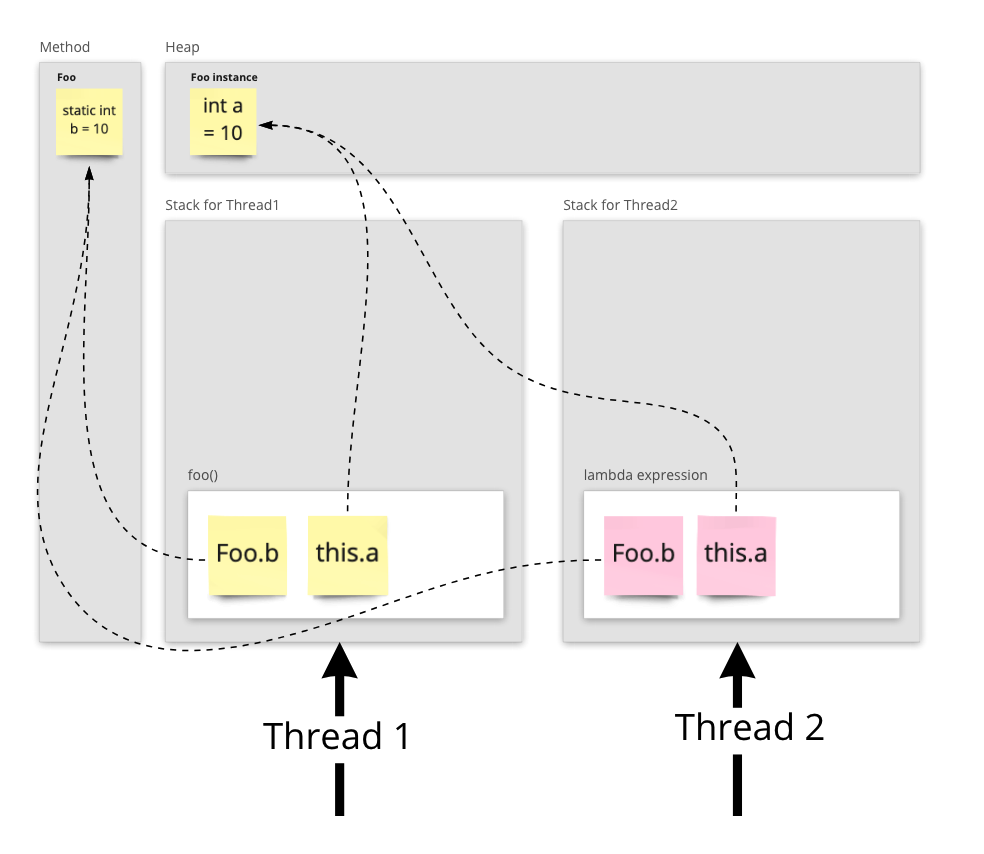 Method
Heap
Foo
static int
b = 10
Foo instance
int a
= 10
Stack for Thread1
Stack for Thread2
foo()
Foo.b
this.a
lambda expression
Foo.b
this.a
Thread 1
Thread 2